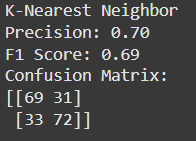 K-Nearest Neighbor
Precision: 0.70
F1 Score: 0.69
Confusion Matrix:
[[69 31]
 [33 72]]